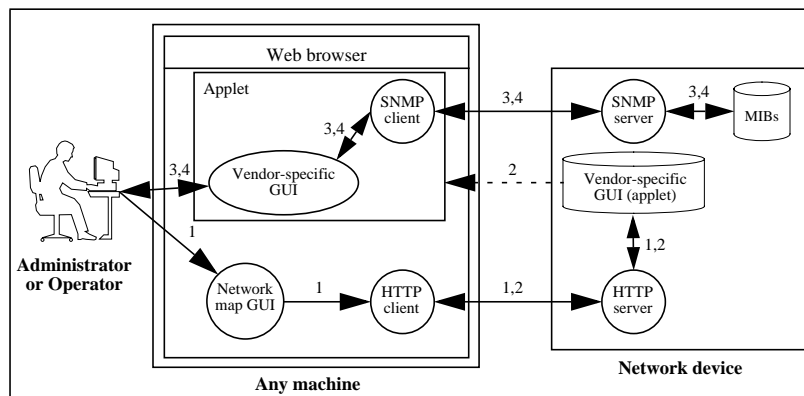 Web browser
Applet
SNMP
client
3,4
SNMP
server
3,4
MIBs
3,4
Vendor-specific
GUI
3,4
2
Vendor-specific
GUI (applet)
1
1,2
Administrator
or Operator
Network
map GUI
1
HTTP
client
1,2
HTTP
server
Network device
Any machine